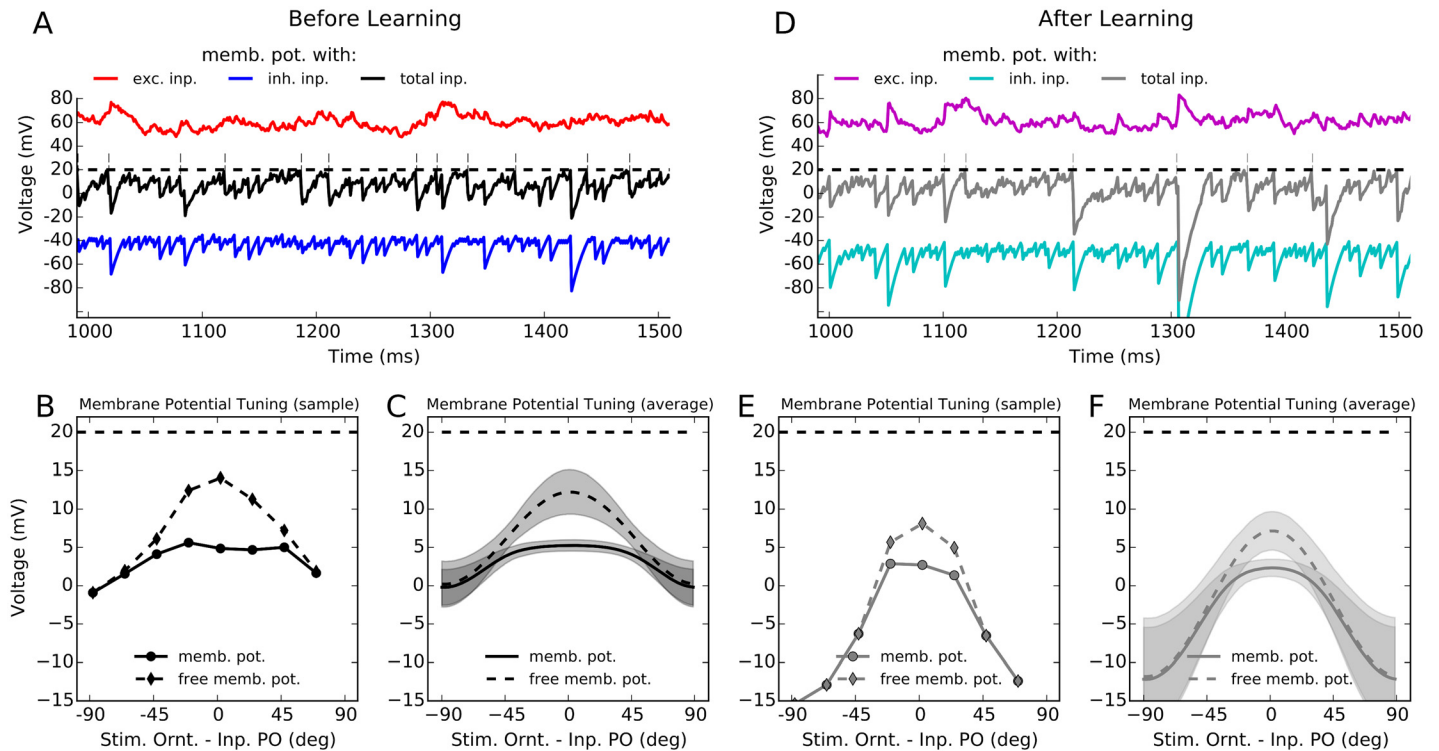 A
Before Learning
memb. pot. with:
exc. inp. inh. inp. total inp.
Voltage (mV)
80
60
40
20
0
-20
-40
-60
-80
1000 1100 1200 1300 1400 1500
Time (ms)
D
After Learning
memb. pot. with:
exc. inp. inh. inp. total inp.
Voltage (mV)
80
60
40
20
0
-20
-40
-60
-80
1000 1100 1200 1300 1400 1500
Time (ms)
B
Membrane Potential Tuning (sample)
Voltage (mV)
20
15
10
5
0
−5
−10
−15
memb. pot.
free memb. pot.
-90 -45 0 45 90
Stim. Ornt. - Inp. PO (deg)
C
Membrane Potential Tuning (average)
20
15
10
5
0
−5
−10
−15
memb. pot.
free memb. pot.
−90 −45 0 45 90
Stim. Ornt. - Inp. PO (deg)
E
Membrane Potential Tuning (sample)
20
15
10
5
0
−5
−10
−15
memb. pot.
free memb. pot.
-90 -45 0 45 90
Stim. Ornt. - Inp. PO (deg)
F
Membrane Potential Tuning (average)
20
15
10
5
0
−5
−10
−15
memb. pot.
free memb. pot.
−90 −45 0 45 90
Stim. Ornt. - Inp. PO (deg)